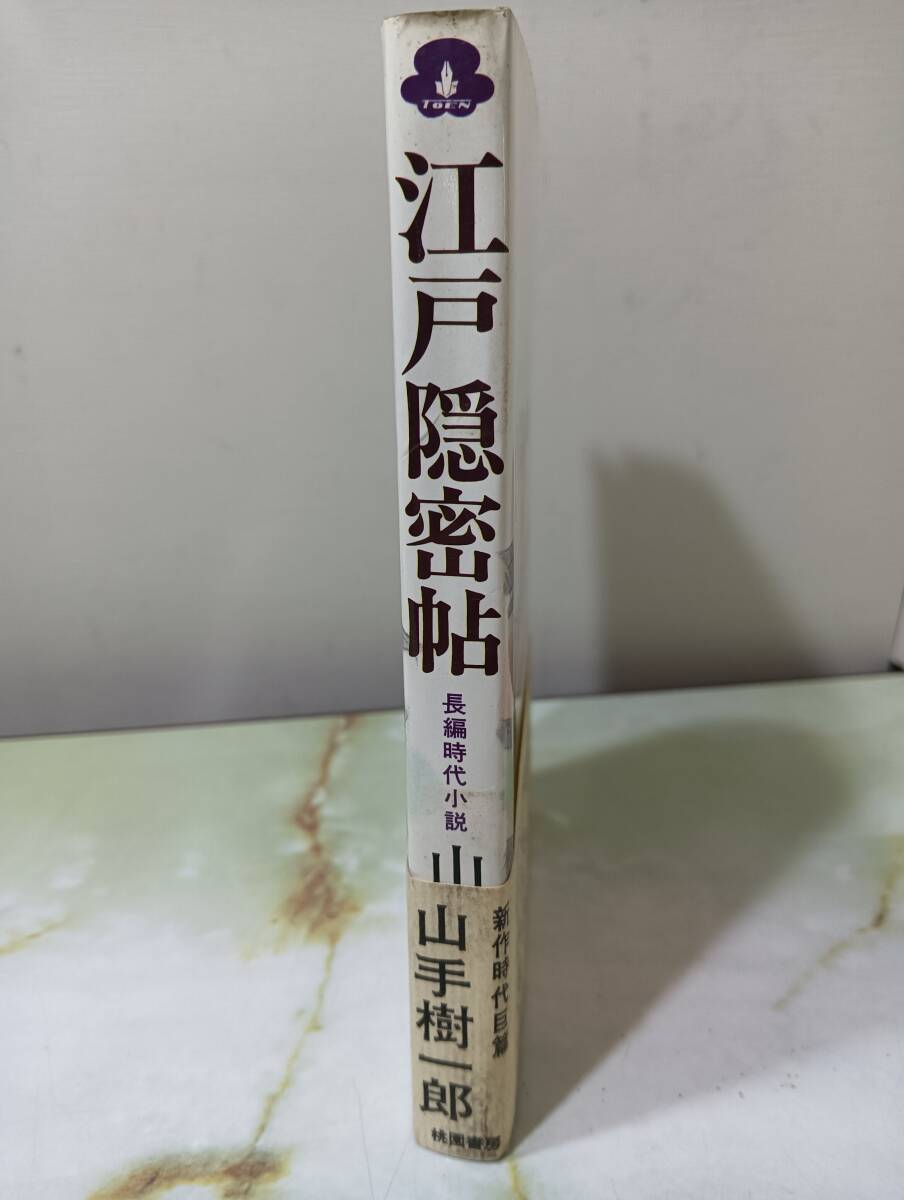 TOEN
江戸隠密帖
長編時代小説
山
新作時代巨篇
山手樹一郎
桃園書房